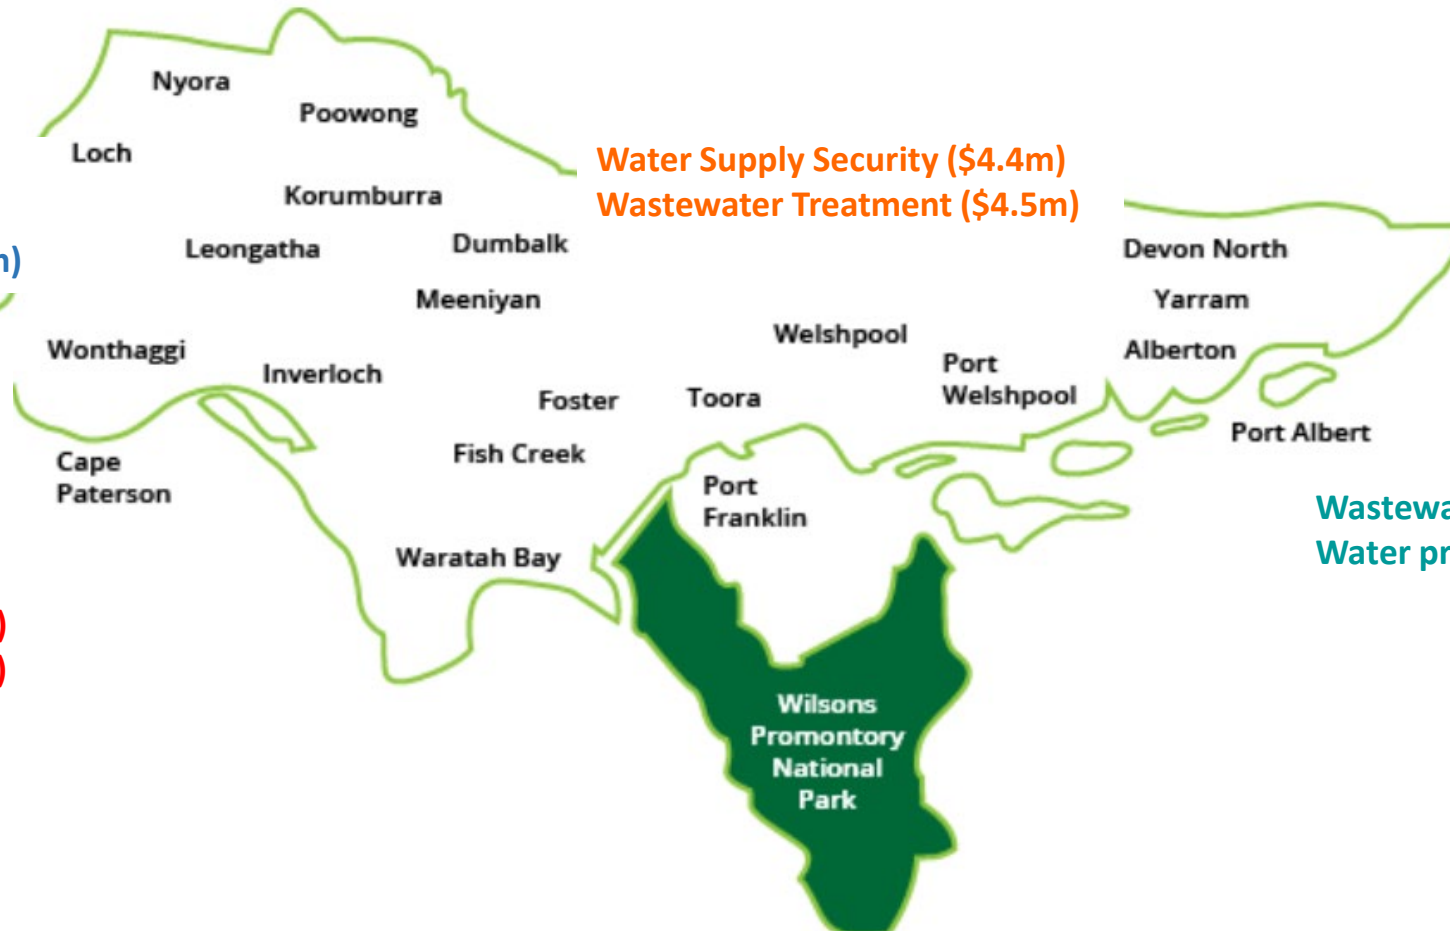 Nyora
Poowong
Loch
Water Supply Security ($4.4m)
Wastewater Treatment ($4.5m)
Korumburra
Leongatha
Dumbalk
Devon North
Meeniyan
Yarram
Welshpool
Wonthaggi
Alberton
Inverloch
Port
Welshpool
Foster
Toora
Port Albert
Fish Creek
Cape
Paterson
Port
Franklin
Waratah Bay
Water pr
Wilsons
Promontory
National
Park